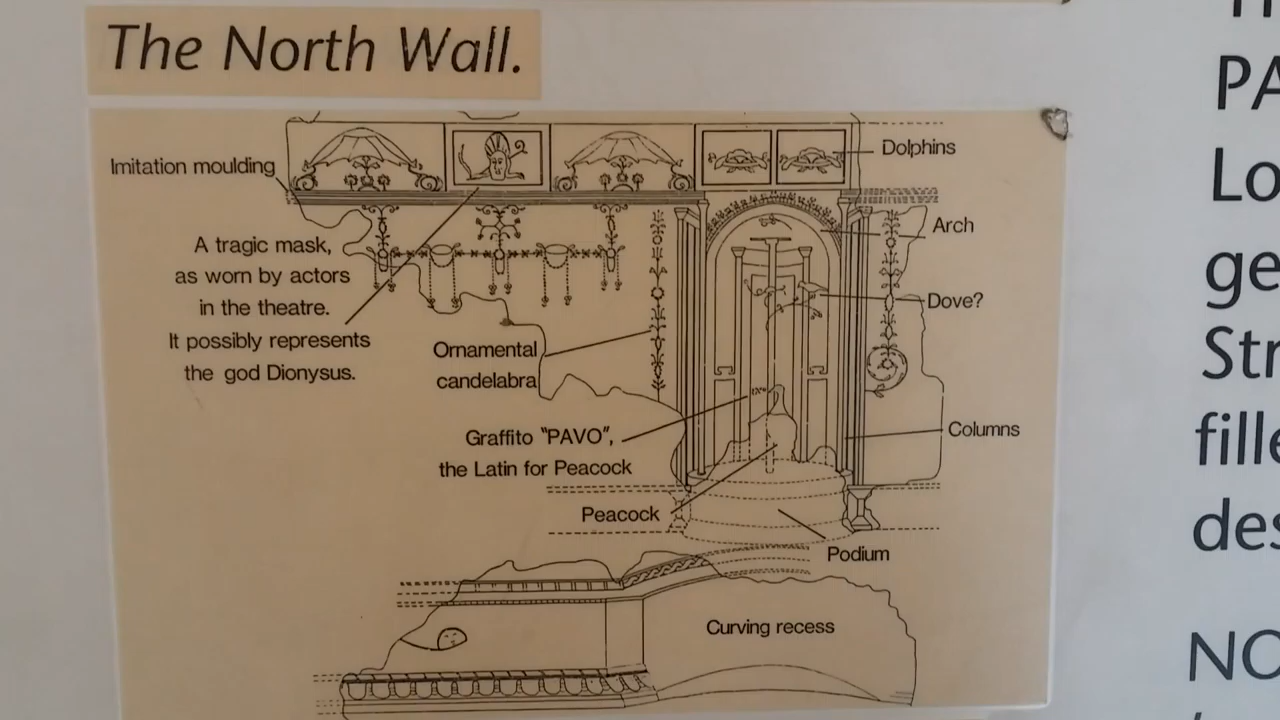 The North Wall.
Imitation moulding
Dolphins
A tragic mask,
as worn by actors
in the theatre.
It possibly represents
the god Dionysus.
Arch
Dove?
Ornamental
candelabra
Graffito "PAVO",
the Latin for Peacock
Columns
Peacock
Podium
Curving recess
PA
Lo
ge
Str
fille
des
NO